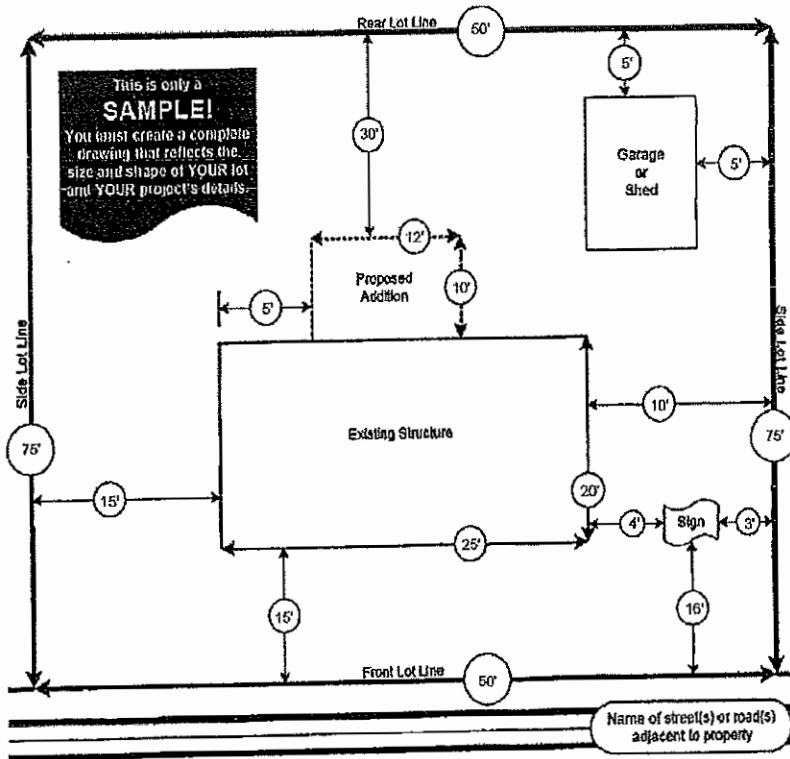 Rear Lot Line
50'
This is only a
SAMPLE!
You must create a complete
drawing that reflects the
size and shape of YOUR lot
and YOUR project's details.
5'
30'
Garage
or
Shed
5'
12'
Proposed
Addition
10'
5'
Side Lot Line
Side Lot Line
Existing Structure
10'
75'
75'
15'
20'
4'
Sign
3'
25'
15'
16'
Front Lot Line
50'
Name of street(s) or road(s)
adjacent to property